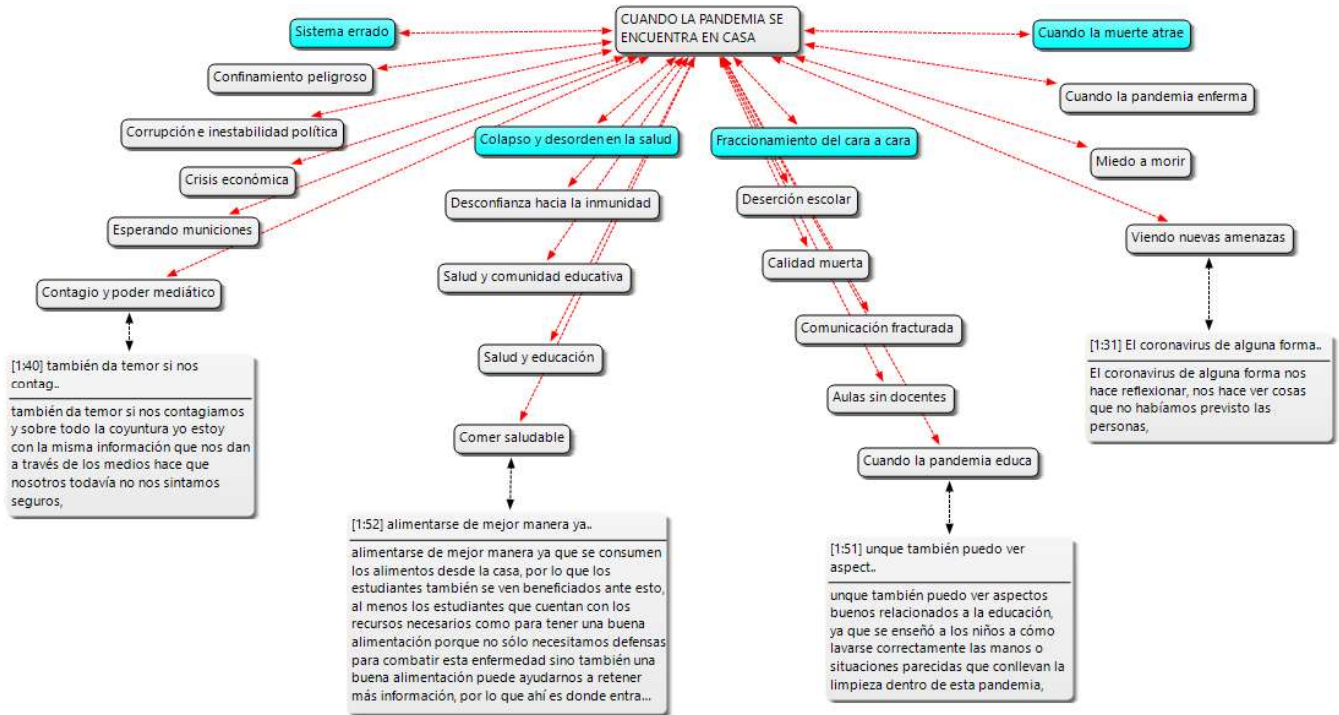 CUANDO LA PANDEMIA SE
ENCUENTRA EN CASA
Sistema errado
Confinamiento peligroso
Corrupción e inestabilidad política
Crisis económica
Esperando municiones
Contagio y poder mediático
[1:40] también da temor si nos
contag..
también da temor si nos contagiamos
y sobre todo la coyuntura yo estoy
con la misma información que nos dan
a través de los medios hace que
nosotros todavía no nos sintamos
seguros,
Colapso y desorden en la salud
Desconfianza hacia la inmunidad
Salud y comunidad educativa
Salud y educación
Comer saludable
[1:52] alimentarse de mejor manera ya..
alimentarse de mejor manera ya que se consumen
los alimentos desde la casa, por lo que los
estudiantes también se ven beneficiados ante esto,
al menos los estudiantes que cuentan con los
recursos necesarios como para tener una buena
alimentación porque no sólo necesitamos defensas
para combatir esta enfermedad sino también una
buena alimentación puede ayudarnos a retener
más información, por lo que ahí es donde entra...
Fraccionamiento del cara a cara
Deserción escolar
Calidad muerta
Comunicación fracturada
Aulas sin docentes
Cuando la pandemia educa
[1:51] unque también puedo ver
aspect..
unque también puedo ver aspectos
buenos relacionados a la educación,
ya que se enseñó a los niños a cómo
lavarse correctamente las manos o
situaciones parecidas que conllevan la
limpieza dentro de esta pandemia,
Cuando la muerte atrae
Cuando la pandemia enferma
Miedo a morir
Viendo nuevas amenazas
[1:31] El coronavirus de alguna forma..
El coronavirus de alguna forma nos
hace reflexionar, nos hace ver cosas
que no habíamos previsto las
personas,